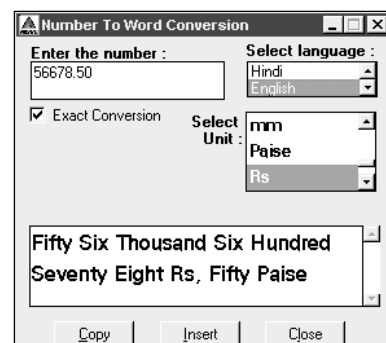 Number To Word Conversion
Enter the number :
Select language :
56678.50
Hindi
English
Exact Conversion
Select Unit :
mm
Paise
Rs
Fifty Six Thousand Six Hundred
Seventy Eight Rs, Fifty Paise
Copy
Insert
Close